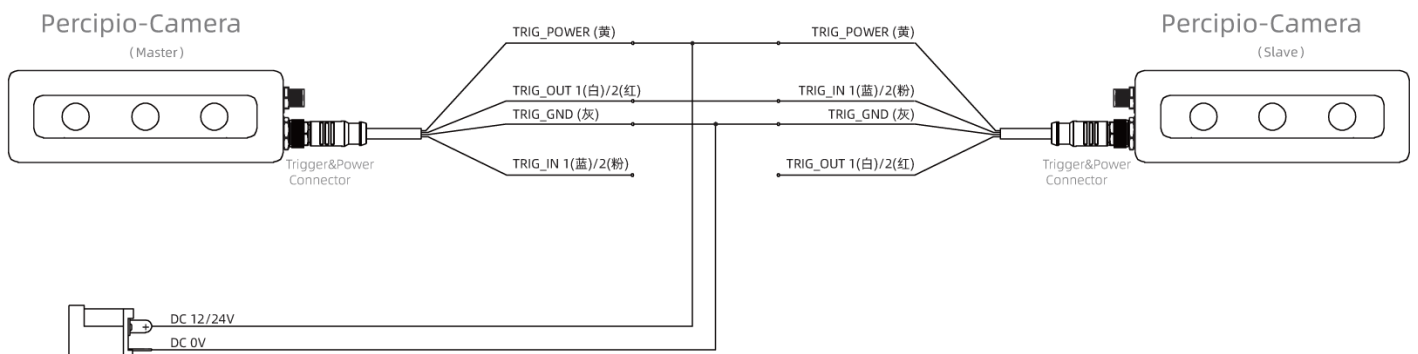 Percipio-Camera
(Master)
Percipio-Camera
(Slave)
TRIG_POWER (黄)
TRIG_POWER (黄)
TRIG_OUT 1(白)/2(红)
TRIG_IN 1(蓝)/2(粉)
TRIG_GND (灰)
TRIG_GND (灰)
TRIG_IN 1(蓝)/2(粉)
TRIG_OUT 1(白)/2(红)
Trigger&Power
Connector
Trigger&Power
Connector
DC 12/24V
+
DC 0V